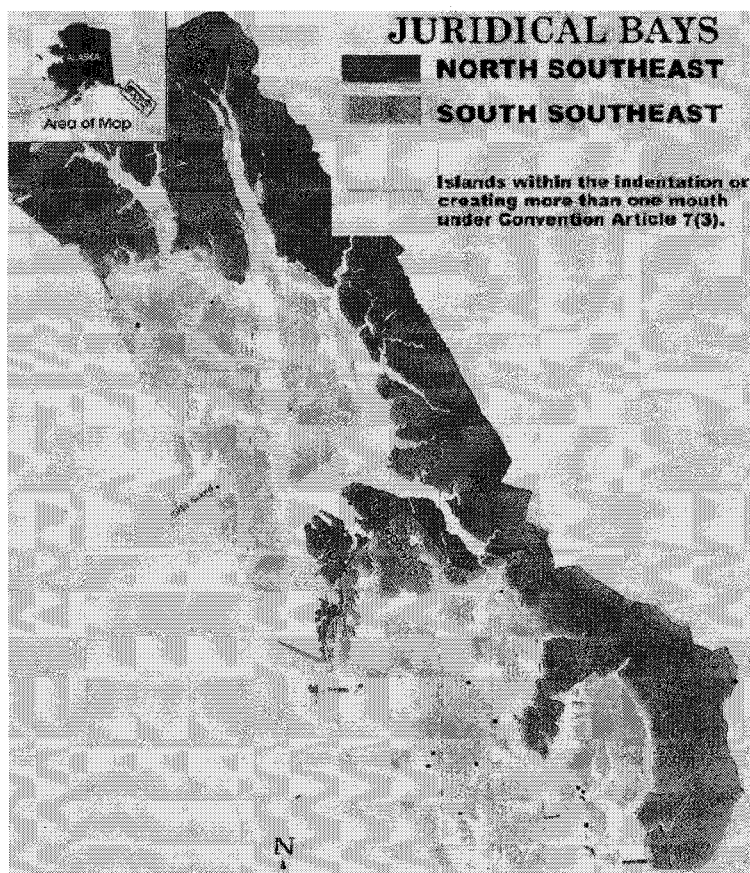 JURIDICAL BAYS
NORTH SOUTHEAST
SOUTH SOUTHEAST
ALASKA
Area of Map
Islands within the indentation or
creating more than one mouth
under Convention Article 7(3).
N